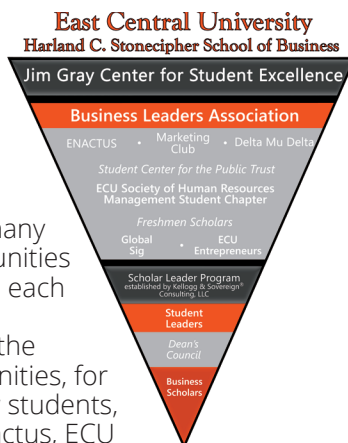 East Central University
Harland C. Stonecipher School of Business
Jim Gray Center for Student Excellence
Business Leaders Association
ENACTUS • Marketing Club • Delta Mu Delta
Student Center for the Public Trust
ECU Society of Human Resources
Management Student Chapter
Freshmen Scholars
Global Sig • ECU Entrepreneurs
Scholar Leader Program
established by Kellogg & Sovereign®
Consulting, LLC
Student
Leaders
Dean's
Council
Business
Scholars
many
unities
each
the
nities, for
students,
actus, ECU